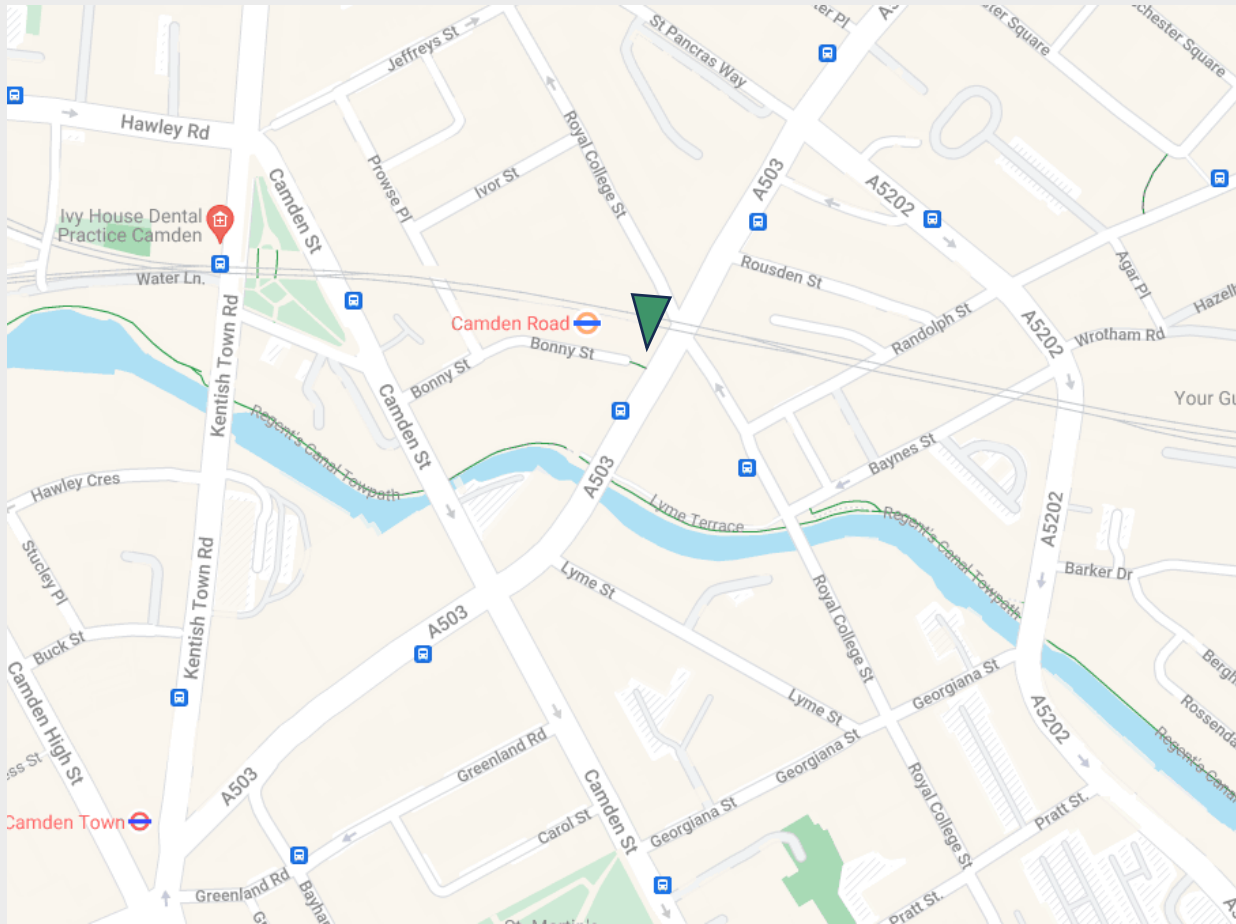 St Pancras Way
Jeffreys St
Hawley Rd
A503
Royal College St
Camden St
Prowse Pl
Ivor St
A5202
Ivy House Dental
Practice Camden
Water Ln.
Rousden St
Agar Pl
Camden Road
Bonny St
Bonny St
Randolph St
A5202
Wrotham Rd
Kentish Town Rd
Camden St
Regent's Canal Towpath
Baynes St
Hawley Cres
A503
Lyme Terrace
Regent's Canal Towpath
A5202
Stucley Pl
Kentish Town Rd
Lyme St
Barker Dr
Royal College St
A503
Buck St
Camden High St
Georgiana St
Lyme St
A5202
Greenland Rd
Georgiana St
A503
Camden St
Royal College St
Pratt St.
Camden Town
Carol St
Georgiana St
Greenland Rd
Pratt St.